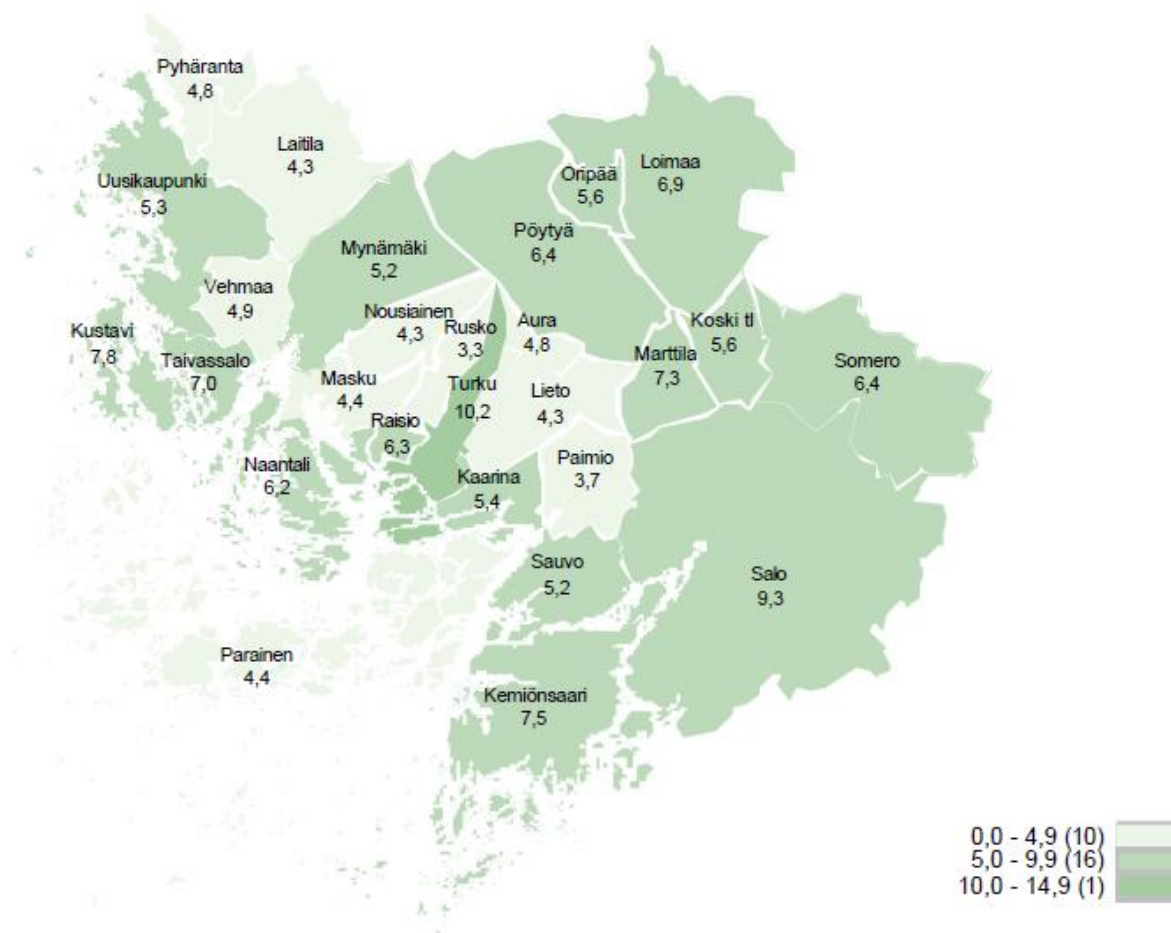 Pyhäranta
4,8
Laitila
4,3
Uusikaupunki
5,3
Loimaa
6,9
Oripää
5,6
Pöytyä
6,4
Mynämäki
5,2
Vehmaa
4,9
Nousiainen
4,3
Rusko
3,3
Aura
4,8
Kustavi
7,8
Taivassalo
7,0
Koski tl
5,6
Marttila
7,3
Somero
6,4
Masku
4,4
Turku
10,2
Lieto
4,3
Raisio
6,3
Naantali
6,2
Kaarina
5,4
Paimio
3,7
Sauvo
5,2
Salo
9,3
Parainen
4,4
Kemiönsaari
7,5
0,0 - 4,9 (10)
5,0 - 9,9 (16)
10,0 - 14,9 (1)